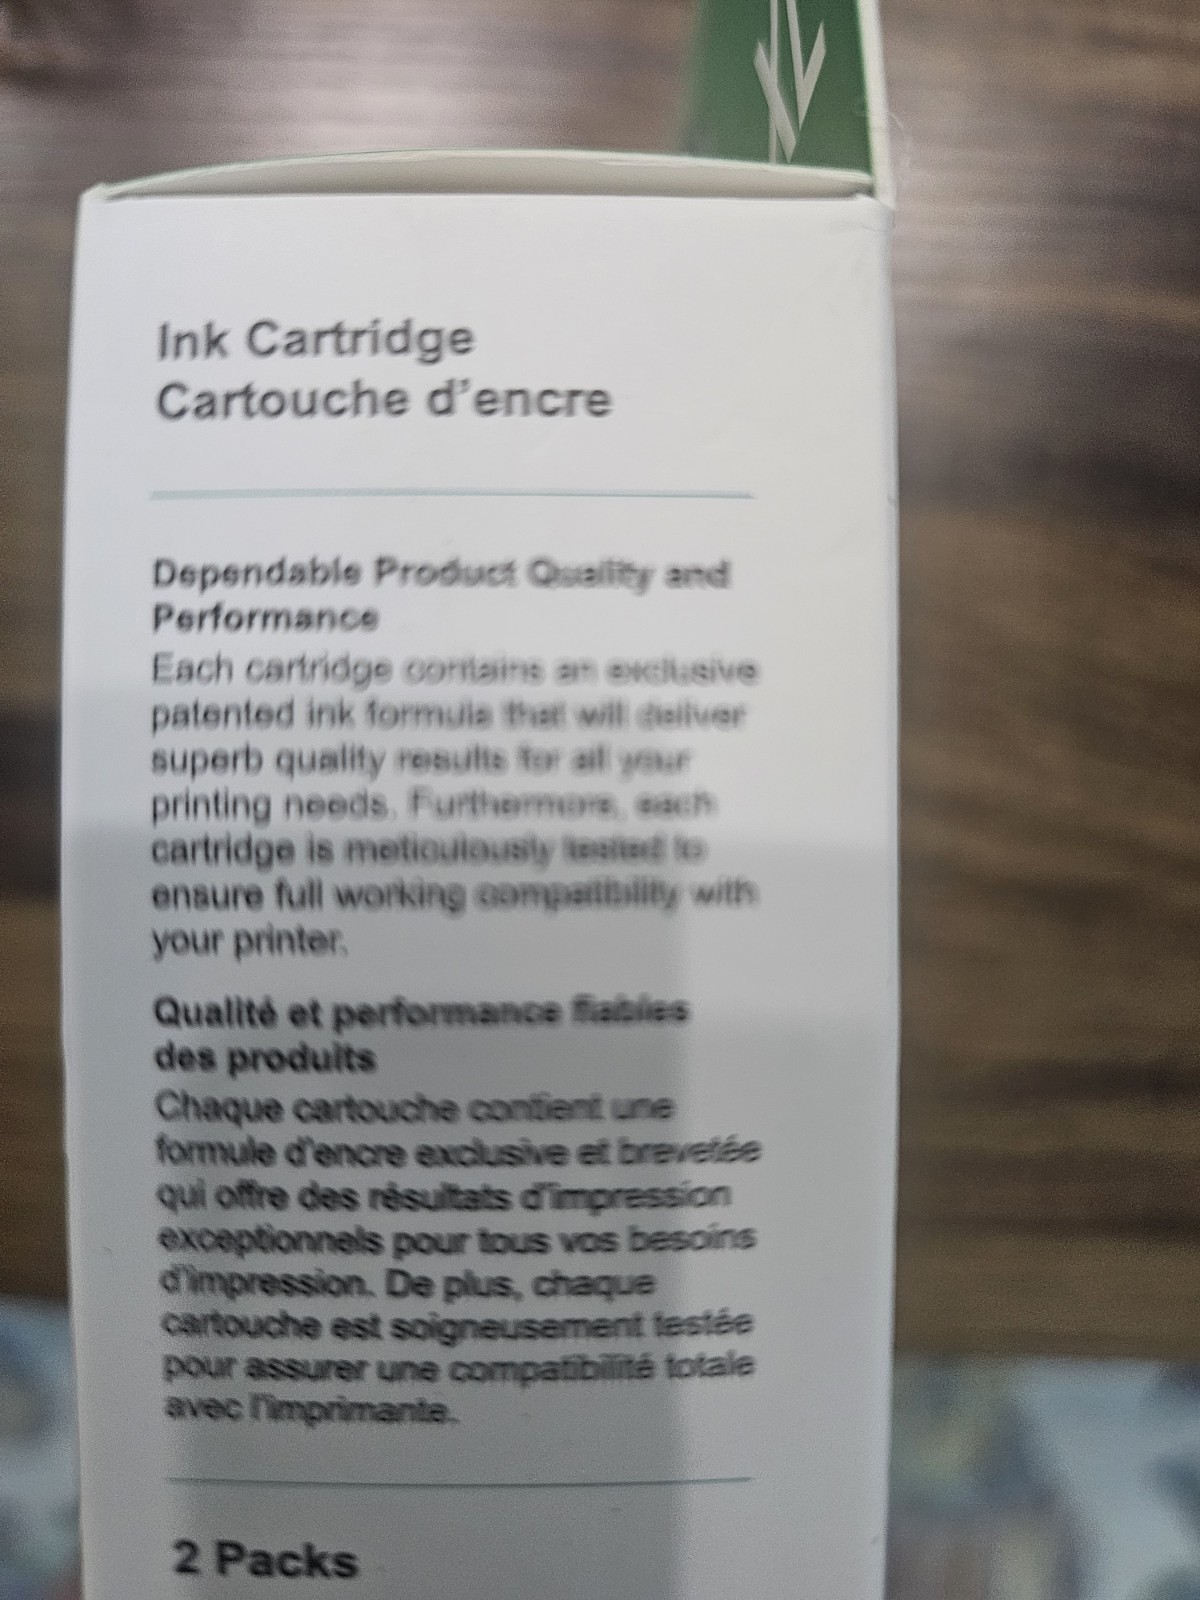 Ink Cartridge
Cartouche d'encre
Dependable Product Quality and
Performance
Each cartridge contains an exclusive
patented ink formula that will deliver
superb quality results for all your
printing needs. Furthermore, each
cartridge is meticulously tested to
ensure full working compatibility with
your printer.
Qualité et performance fiables
des produits
Chaque cartouche contient une
formule d'encre exclusive et brevetée
qui offre des résultats d'impression
exceptionnels pour tous vos besoins
d'impression. De plus, chaque
cartouche est soigneusement testée
pour assurer une compatibilité totale
avec l'imprimante.
2 Packs